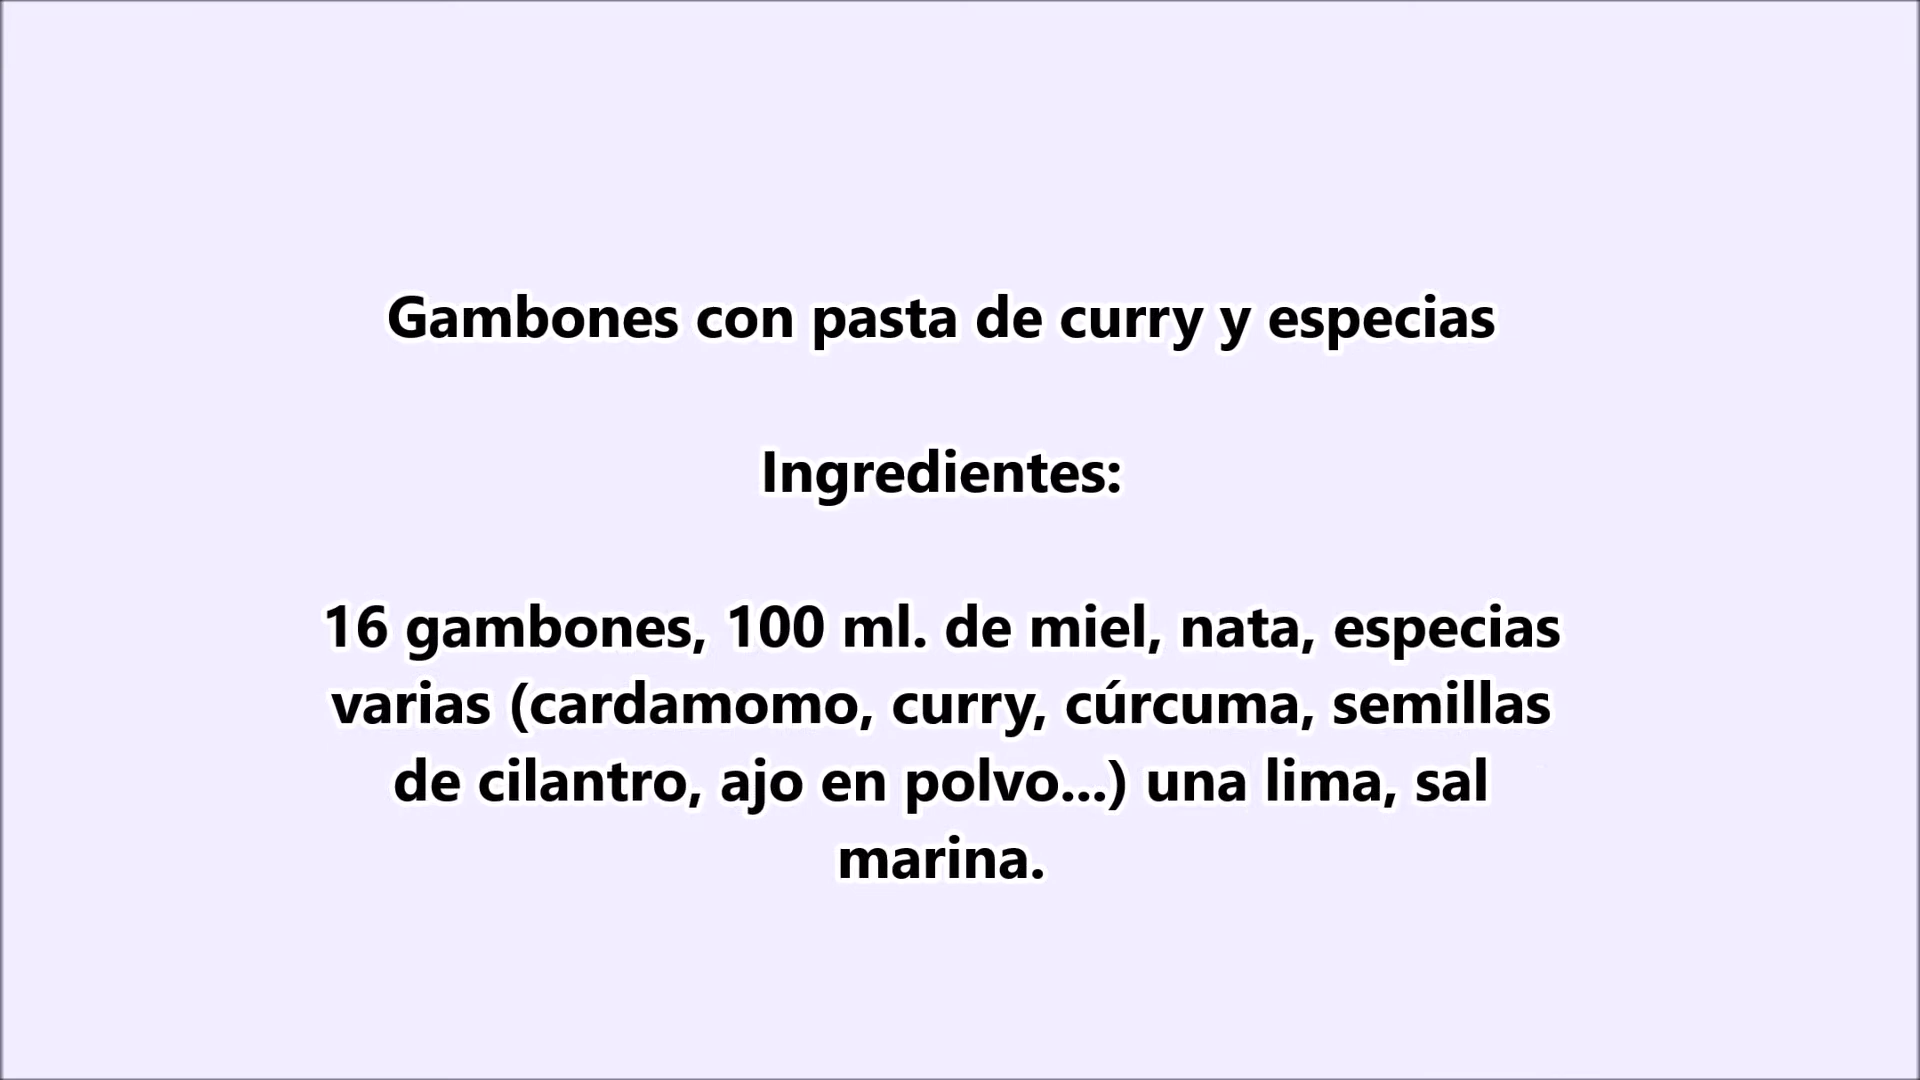 Gambones con pasta de curry y especias
Ingredientes:
16 gambones, 100 ml. de miel, nata, especias
varias (cardamomo, curry, cúrcuma, semillas
de cilantro, ajo en polvo...) una lima, sal
marina.